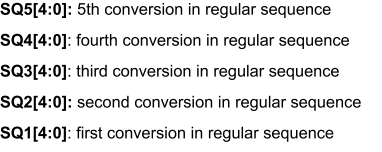 SQ5[4:0]: 5th conversion in regular sequence
SQ4[4:0]: fourth conversion in regular sequence
SQ3[4:0]: third conversion in regular sequence
SQ2[4:0]: second conversion in regular sequence
SQ1[4:0]: first conversion in regular sequence